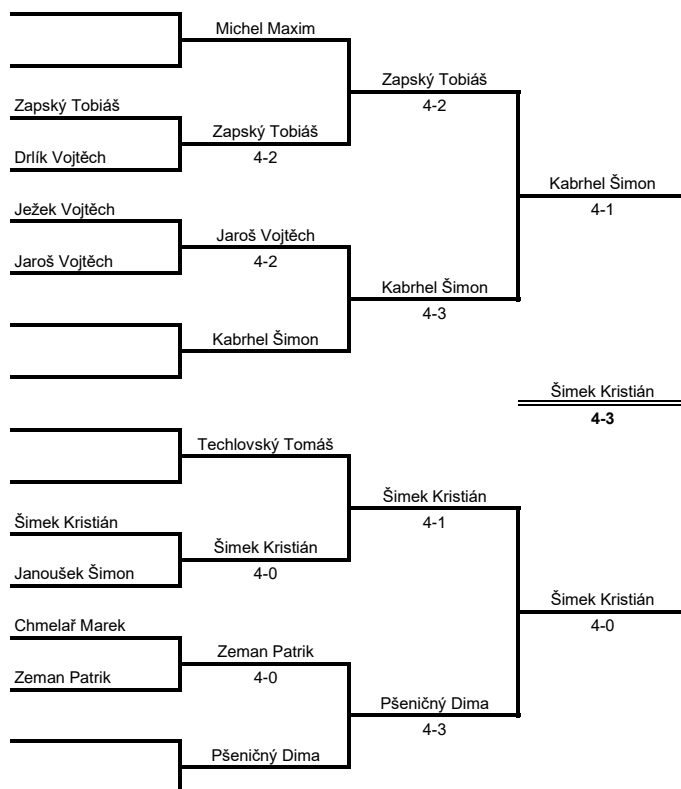 Michel Maxim
Zapský Tobiáš
4-2
Zapský Tobiáš
Zapský Tobiáš
4-2
Drlík Vojtěch
Kabrhel Šimon
4-1
Ježek Vojtěch
Jaroš Vojtěch
4-2
Jaroš Vojtěch
Kabrhel Šimon
4-3
Kabrhel Šimon
Šimek Kristián
4-3
Techlovský Tomáš
Šimek Kristián
4-1
Šimek Kristián
Šimek Kristián
4-0
Janoušek Šimon
Šimek Kristián
4-0
Chmelař Marek
Zeman Patrik
4-0
Zeman Patrik
Pšeničný Dima
4-3
Pšeničný Dima